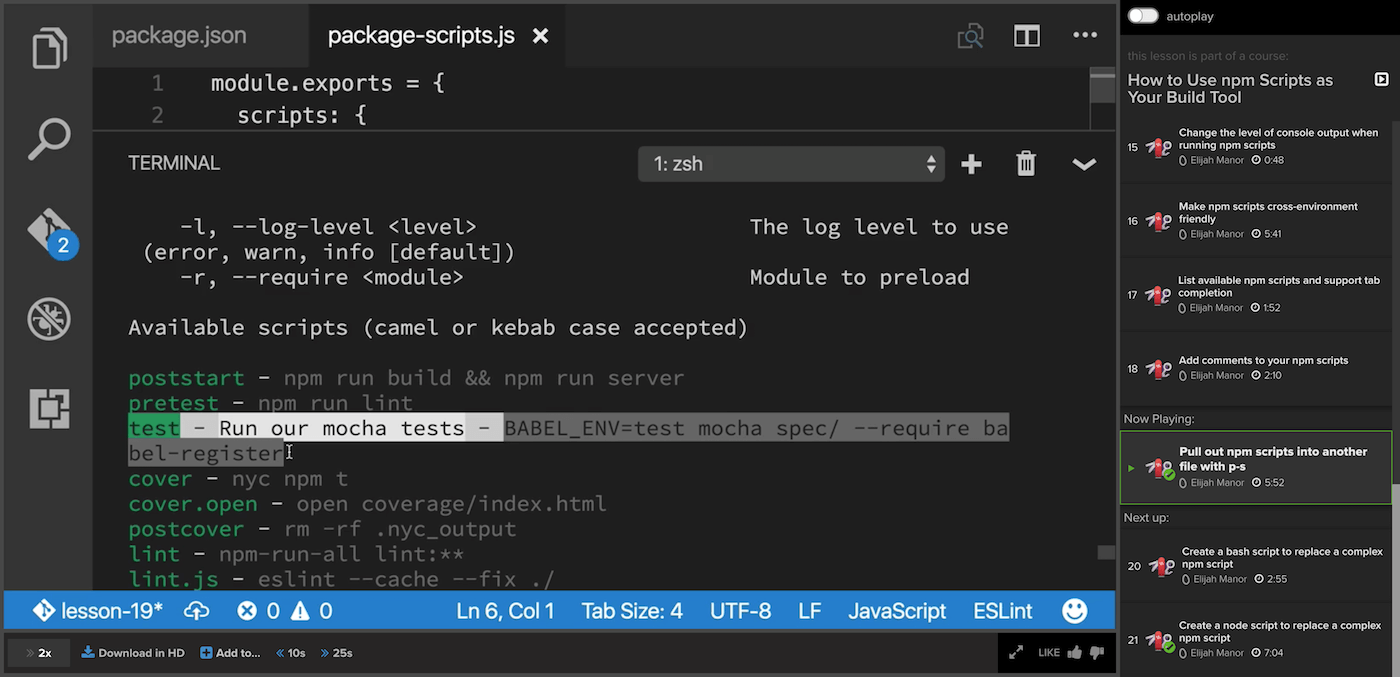 package.json
package-scripts.js
1 module.exports = {
2 scripts: {
TERMINAL
1: zsh
-l, --log-level <level> The log level to use
(error, warn, info [default])
-r, --require <module> Module to preload
Available scripts (camel or kebab case accepted)
poststart - npm run build && npm run server
pretest - npm run lint
test - Run our mocha tests - BABEL_ENV=test mocha spec/ --require ba
bel-register
cover - nyc npm t
cover.open - open coverage/index.html
postcover - rm -rf .nyc_output
lint - npm-run-all lint:**
lint.js - eslint --cache --fix ./
2
lesson-19* 0 0 Ln 6, Col 1 Tab Size: 4 UTF-8 LF JavaScript ESLint
» 2x Download in HD Add to... « 10s » 25s LIKE
autoplay
this lesson is part of a course:
How to Use npm Scripts as
Your Build Tool
15
Change the level of console output when
running npm scripts
Elijah Manor 0:48
16
Make npm scripts cross-environment
friendly
Elijah Manor 5:41
17
List available npm scripts and support tab
completion
Elijah Manor 1:52
18
Add comments to your npm scripts
Elijah Manor 2:10
Now Playing:
Pull out npm scripts into another
file with p-s
Elijah Manor 5:52
Next up:
20
Create a bash script to replace a complex
npm script
Elijah Manor 2:55
21
Create a node script to replace a complex
npm script
Elijah Manor 7:04